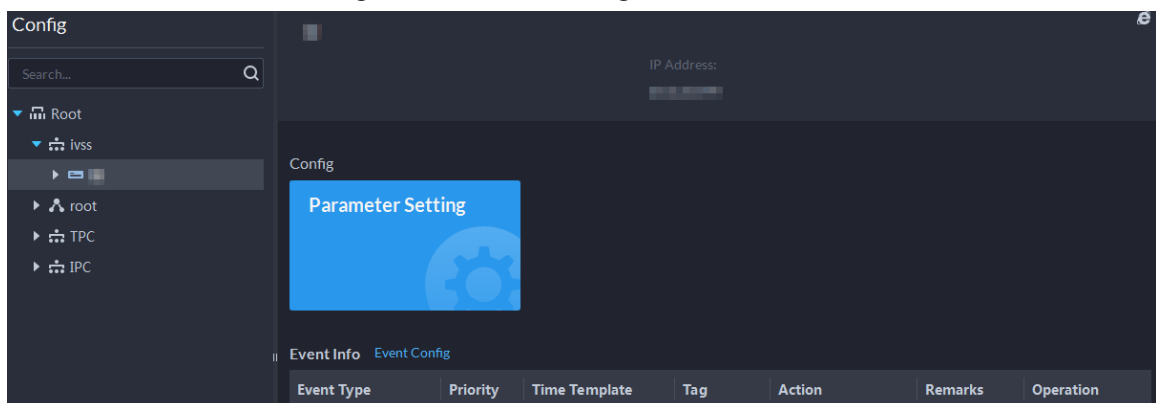 Config
Search...
Root
ivss
root
TPC
IPC
IP Address:
Config
Parameter Setting
Event Info Event Config
Event Type Priority Time Template Tag Action Remarks Operation